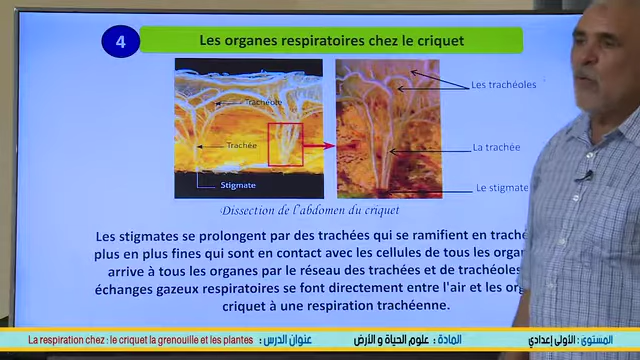 4
Les organes respiratoires chez le criquet
Trachéole
Trachée
Stigmate
Les trachéoles
La trachée
Le stigmate
Dissection de l'abdomen du criquet
Les stigmates se prolongent par des trachées qui se ramifient en
plus en plus fines qui sont en contact avec les cellules de tous les
arrive à tous les organes par le réseau des trachées et de trachéoles
échanges gazeux respiratoires se font directement entre l'air et les
criquet à une respiration trachéenne.
المستوى : الأولى إعدادي
المادة : علوم الحياة و الأرض
عنوان الدرس : La respiration chez : le criquet la grenouille et les plantes